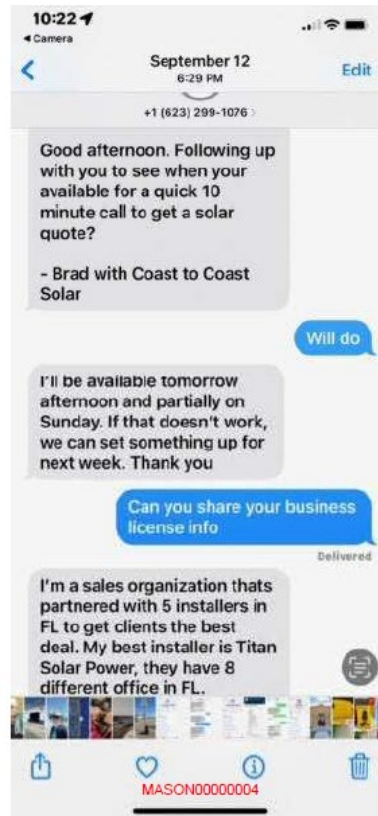 10:22
Camera
September 12
6:29 PM
Edit
+1 (623) 299-1076
Good afternoon. Following up
with you to see when your
available for a quick 10
minute call to get a solar
quote?
- Brad with Coast to Coast
Solar
Will do
I'll be available tomorrow
afternoon and partially on
Sunday. If that doesn't work,
we can set something up for
next week. Thank you
Can you share your business
license info
Delivered
I'm a sales organization thats
partnered with 5 installers in
FL to get clients the best
deal. My best installer is Titan
Solar Power, they have 8
different office in FL.
MASON00000004